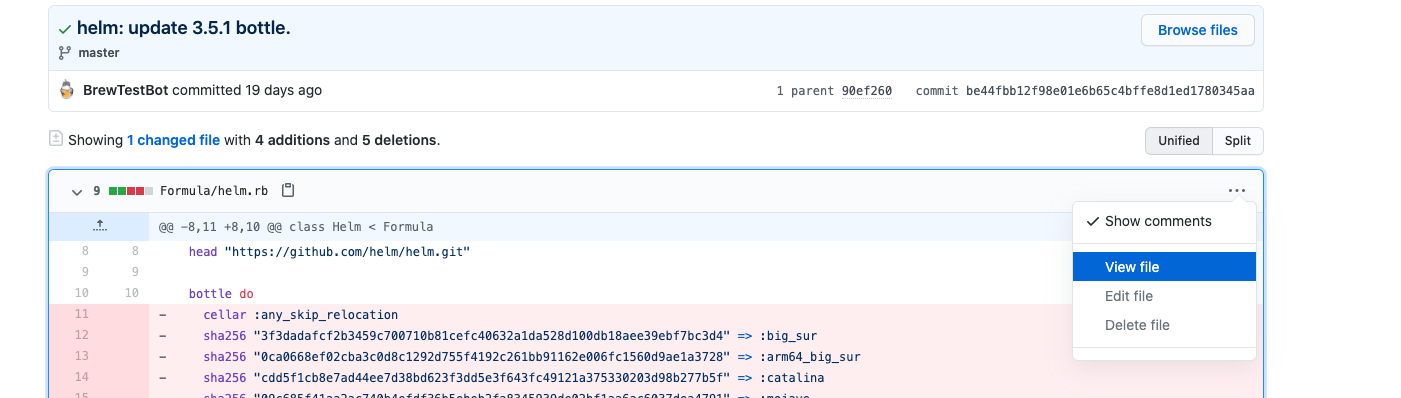 helm: update 3.5.1 bottle.
Browse files
master
BrewTestBot committed 19 days ago
1 parent 90ef260 commit be44fbb12f98e01e6b65c4bffe8d1ed1780345aa
Showing 1 changed file with 4 additions and 5 deletions.
Unified Split
9 Formula/helm.rb
@@ -8,11 +8,10 @@ class Helm < Formula
Show comments
8 8 head "https://github.com/helm/helm.git"
9 9
View file
10 10 bottle do
Edit file
11 - cellar :any_skip_relocation
Delete file
12 - sha256 "3f3dadafcf2b3459c700710b81cefc40632a1da528d100db18aee39ebf7bc3d4" => :big_sur
13 - sha256 "0ca0668ef02cba3c0d8c1292d755f4192c261bb91162e006fc1560d9ae1a3728" => :arm64_big_sur
14 - sha256 "cdd5f1cb8e7ad44ee7d38bd623f3dd5e3f643fc49121a375330203d98b277b5f" => :catalina